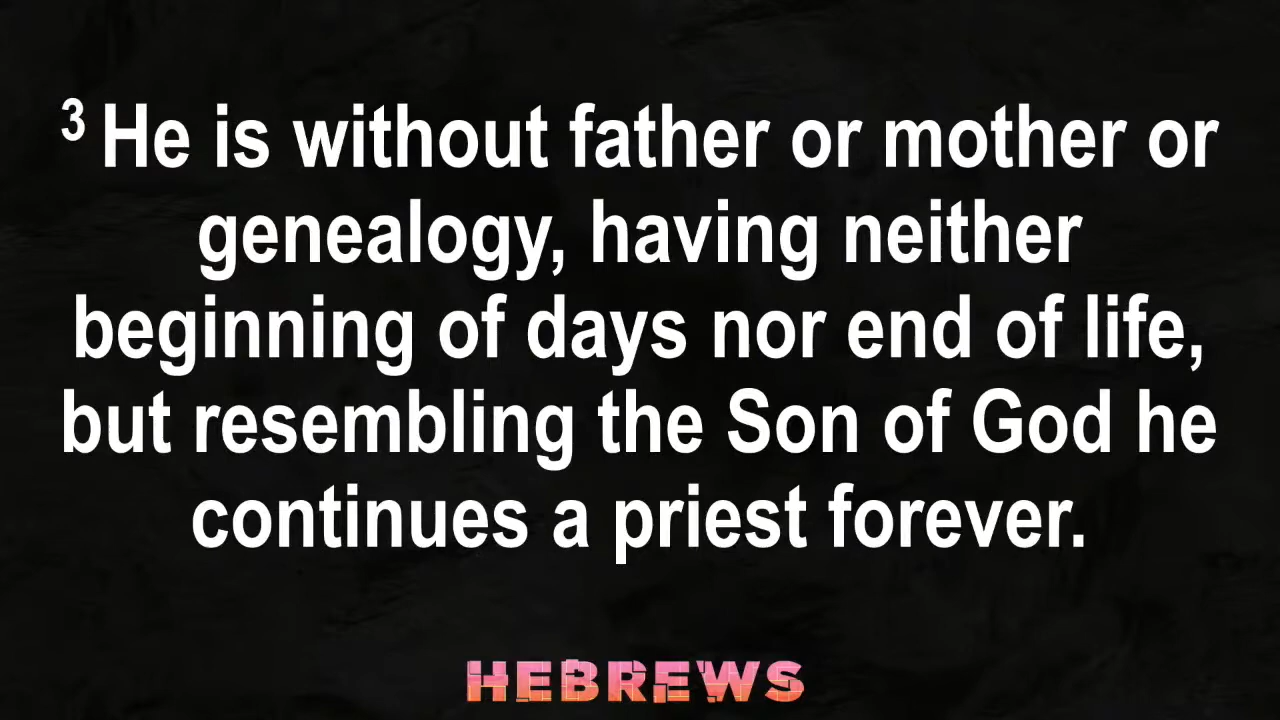 ³ He is without father or mother or
genealogy, having neither
beginning of days nor end of life,
but resembling the Son of God he
continues a priest forever.
HEBREWS